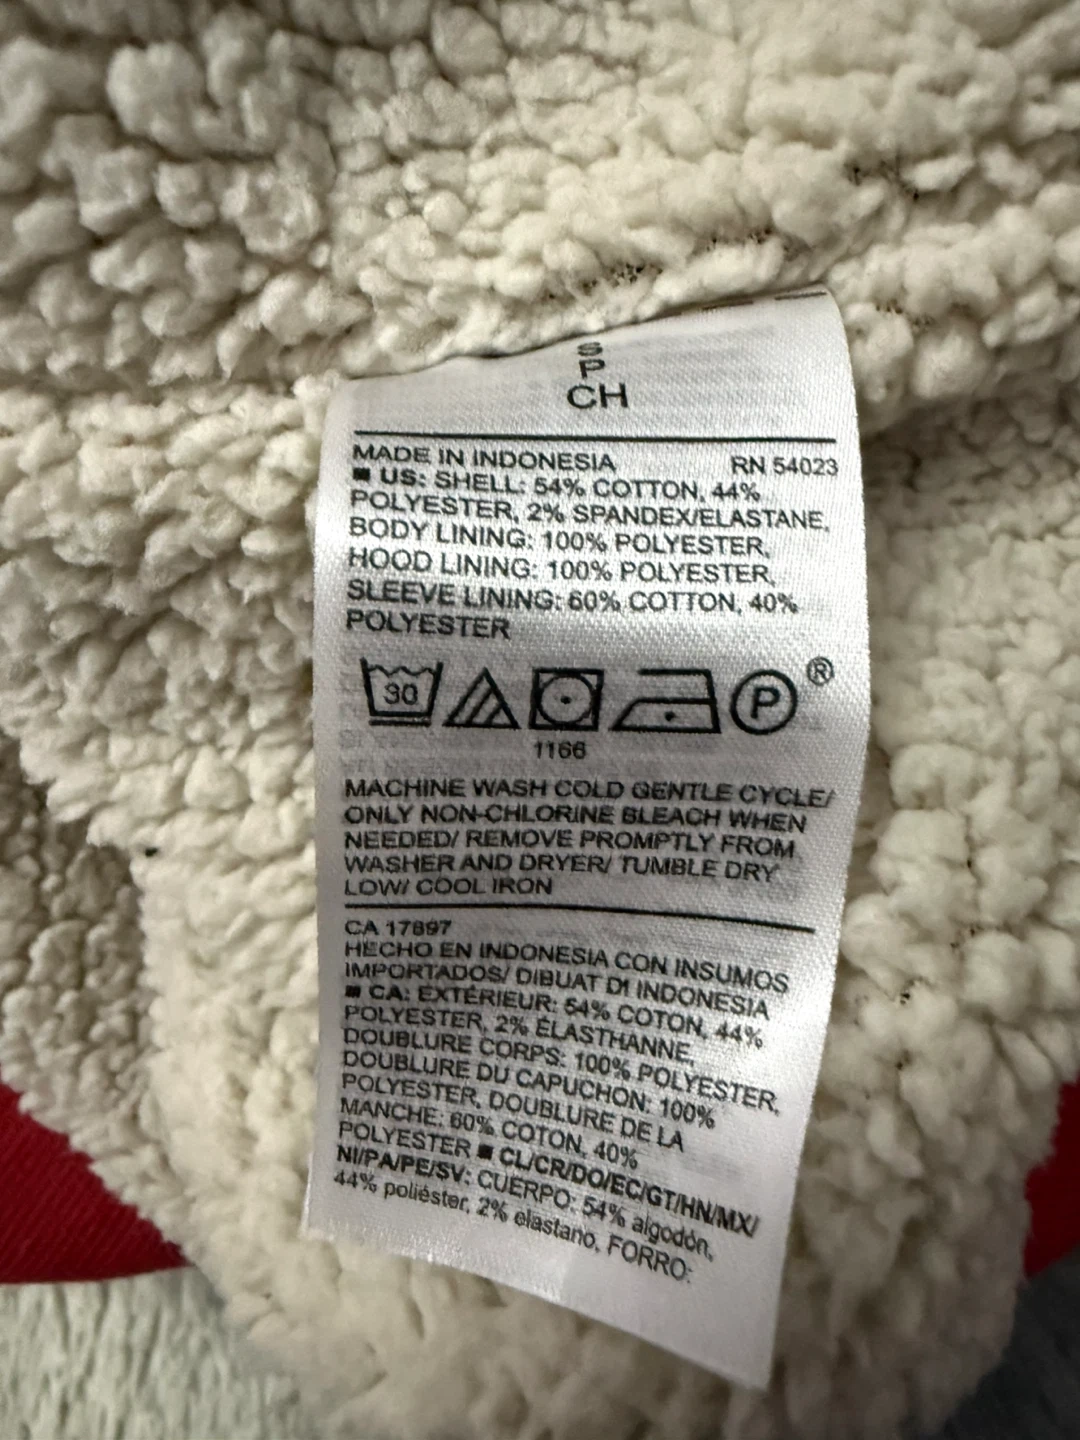 S
P
CH
MADE IN INDONESIA RN 54023
■ US: SHELL: 54% COTTON, 44%
POLYESTER, 2% SPANDEX/ELASTANE,
BODY LINING: 100% POLYESTER,
HOOD LINING: 100% POLYESTER,
SLEEVE LINING: 60% COTTON, 40%
POLYESTER
30 P ®
1166
MACHINE WASH COLD GENTLE CYCLE/
ONLY NON-CHLORINE BLEACH WHEN
NEEDED/ REMOVE PROMPTLY FROM
WASHER AND DRYER/ TUMBLE DRY
LOW/ COOL IRON
CA 17897
HECHO EN INDONESIA CON INSUMOS
IMPORTADOS/ DIBUAT DI INDONESIA
■ CA: EXTÉRIEUR: 54% COTON, 44%
POLYESTER, 2% ÉLASTHANNE,
DOUBLURE CORPS: 100% POLYESTER,
DOUBLURE DU CAPUCHON: 100%
POLYESTER, DOUBLURE DE LA
MANCHE: 60% COTON, 40%
POLYESTER ■ CL/CR/DO/EC/GT/HN/MX/
NI/PA/PE/SV: CUERPO: 54% algodón,
44% poliéster, 2% elastano, FORRO: